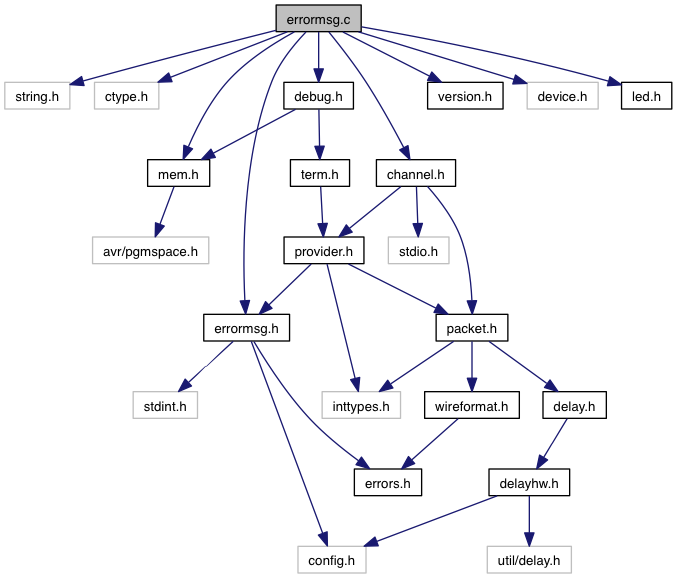 errormsg.c
string.h
ctype.h
debug.h
version.h
device.h
led.h
mem.h
term.h
channel.h
avr/pgmspace.h
provider.h
stdio.h
errormsg.h
packet.h
stdint.h
inttypes.h
wireformat.h
delay.h
errors.h
delayhw.h
config.h
util/delay.h